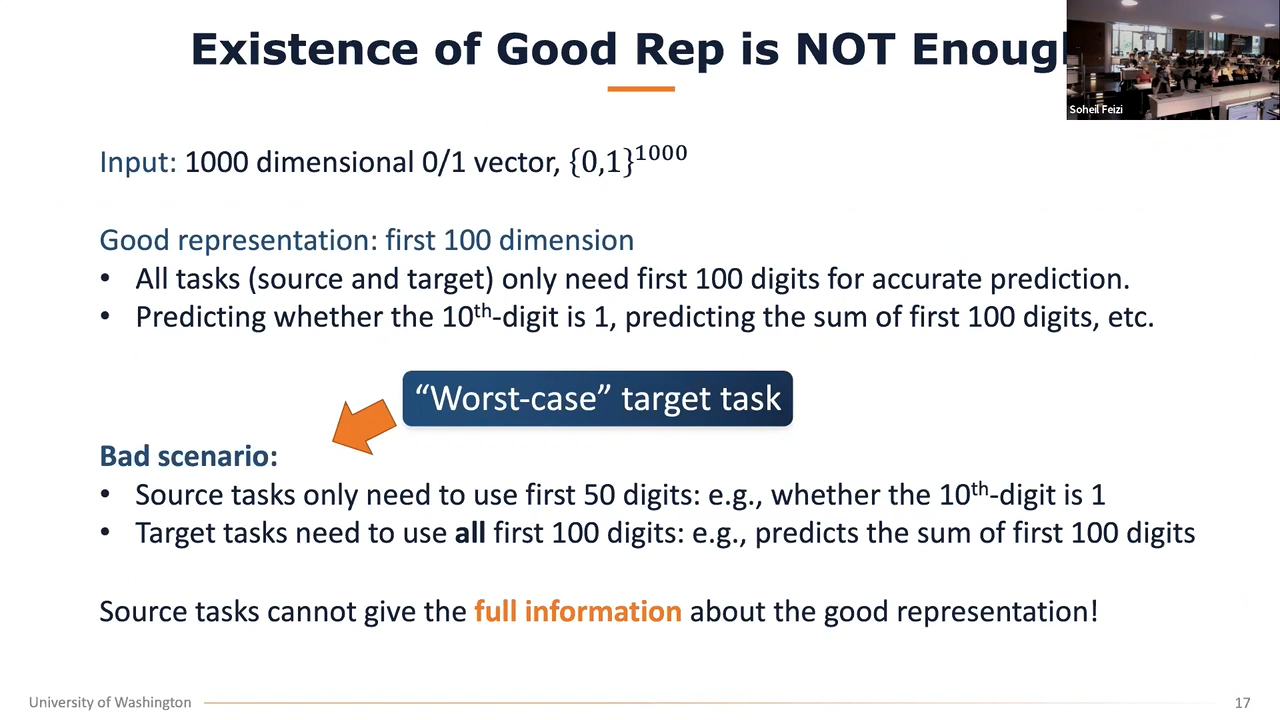 Existence of Good Rep is NOT Enough
Soheil Feizi
Input: 1000 dimensional 0/1 vector, {0,1}^1000
Good representation: first 100 dimension
• All tasks (source and target) only need first 100 digits for accurate prediction.
• Predicting whether the 10th-digit is 1, predicting the sum of first 100 digits, etc.
“Worst-case” target task
Bad scenario:
• Source tasks only need to use first 50 digits: e.g., whether the 10th-digit is 1
• Target tasks need to use all first 100 digits: e.g., predicts the sum of first 100 digits
Source tasks cannot give the full information about the good representation!
University of Washington
17